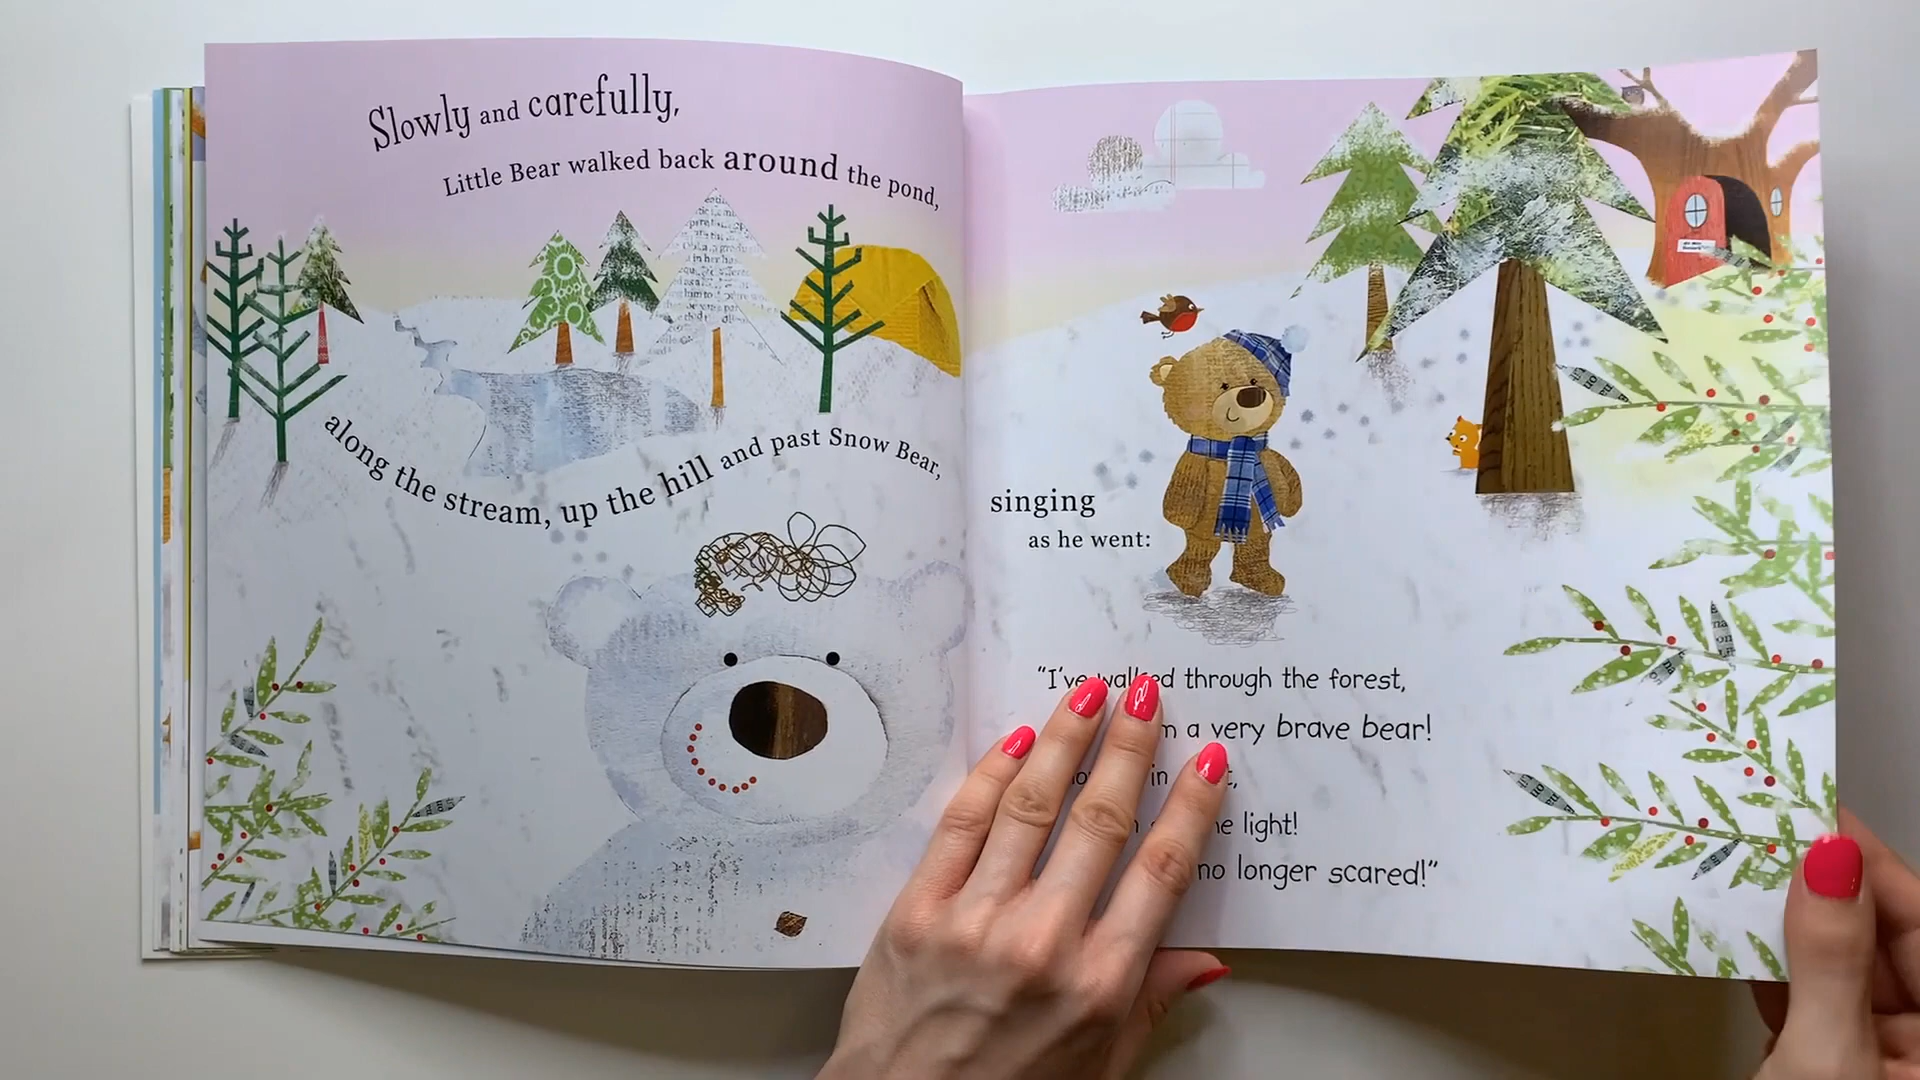 Slowly and carefully,
Little Bear walked back around the pond,
along the stream, up the hill and past Snow Bear,
singing
as he went:
"I've walked through the forest,
a very brave bear!
in
light!
no longer scared!"